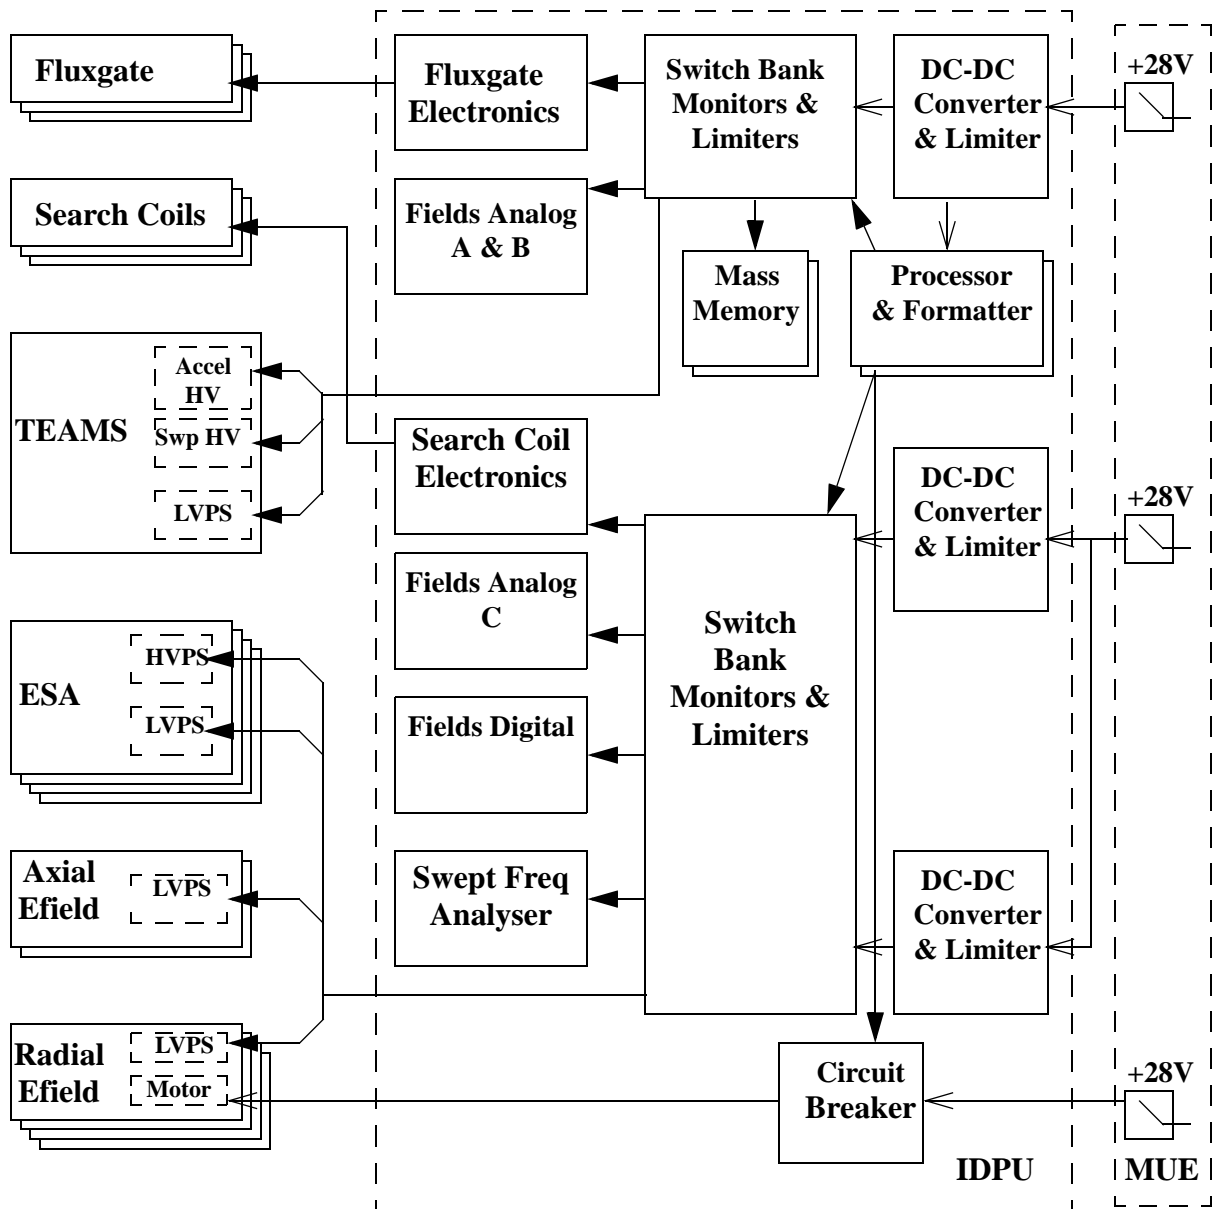 Fluxgate
Fluxgate
Electronics
Switch Bank
Monitors &
Limiters
DC-DC
Converter
& Limiter
+28V
Search Coils
Fields Analog
A & B
Mass
Memory
Processor
& Formatter
TEAMS
Accel
HV
Swp HV
LVPS
Search Coil
Electronics
DC-DC
Converter
& Limiter
+28V
Fields Analog
C
Switch
Bank
Monitors &
Limiters
ESA
HVPS
LVPS
Fields Digital
Axial
Efield
LVPS
Swept Freq
Analyser
DC-DC
Converter
& Limiter
Radial
Efield
LVPS
Motor
Circuit
Breaker
+28V
IDPU
MUE